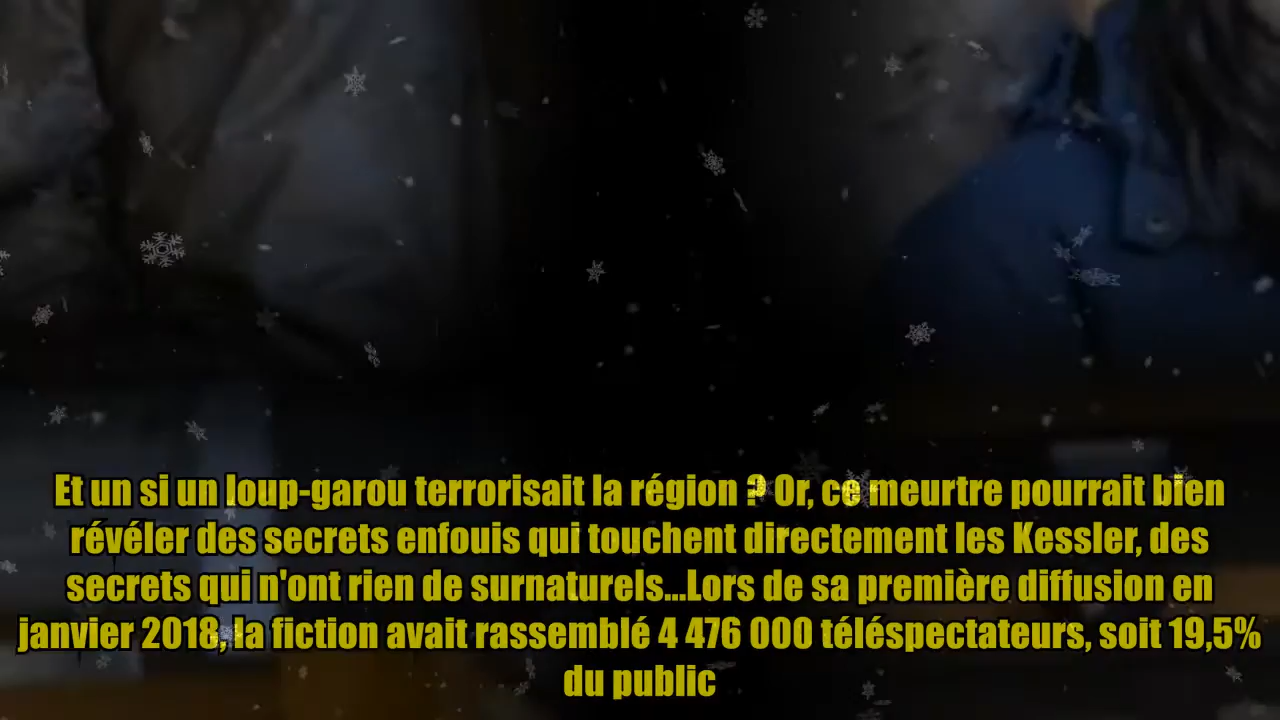 Et un si un loup-garou terrorisait la région ? Or, ce meurtre pourrait bien
révéler des secrets enfouis qui touchent directement les Kessler, des
secrets qui n'ont rien de surnaturels...Lors de sa première diffusion en
janvier 2018, la fiction avait rassemblé 4 476 000 téléspectateurs, soit 19,5%
du public